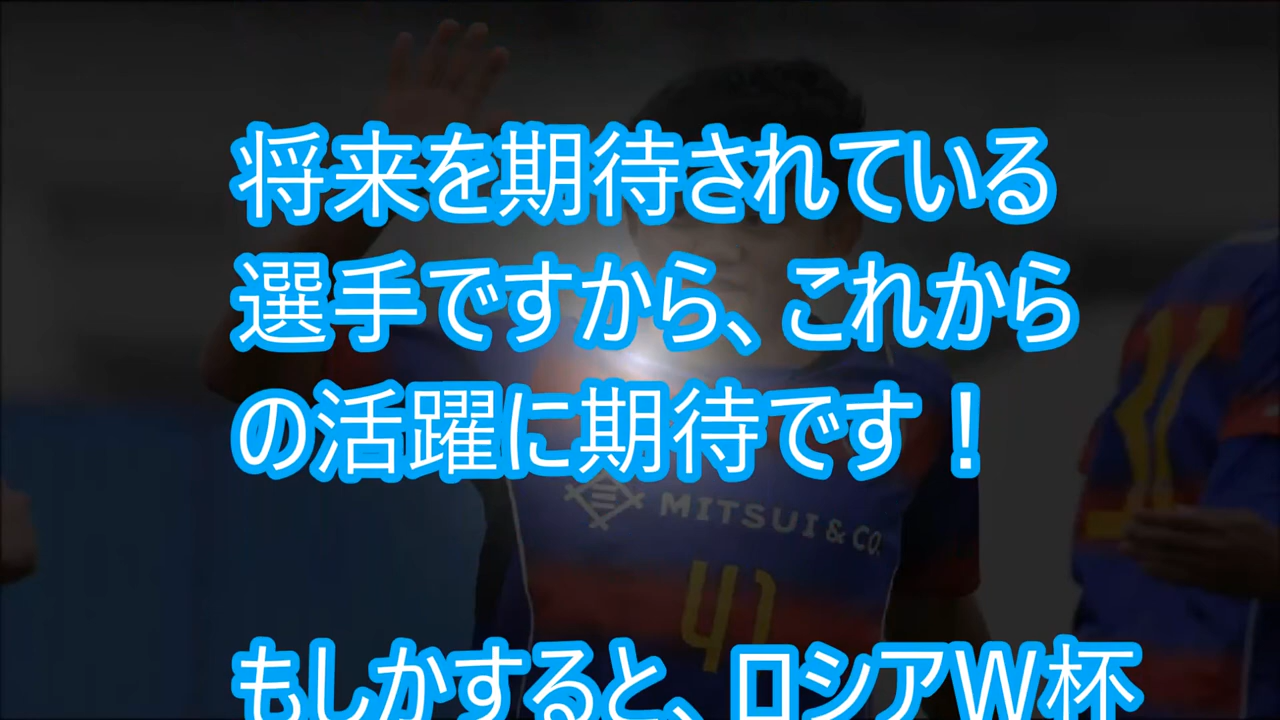 将来を期待されている
選手ですから、これから
の活躍に期待です！
MITSUI & CO.
41
もしかすると、ロシアW杯